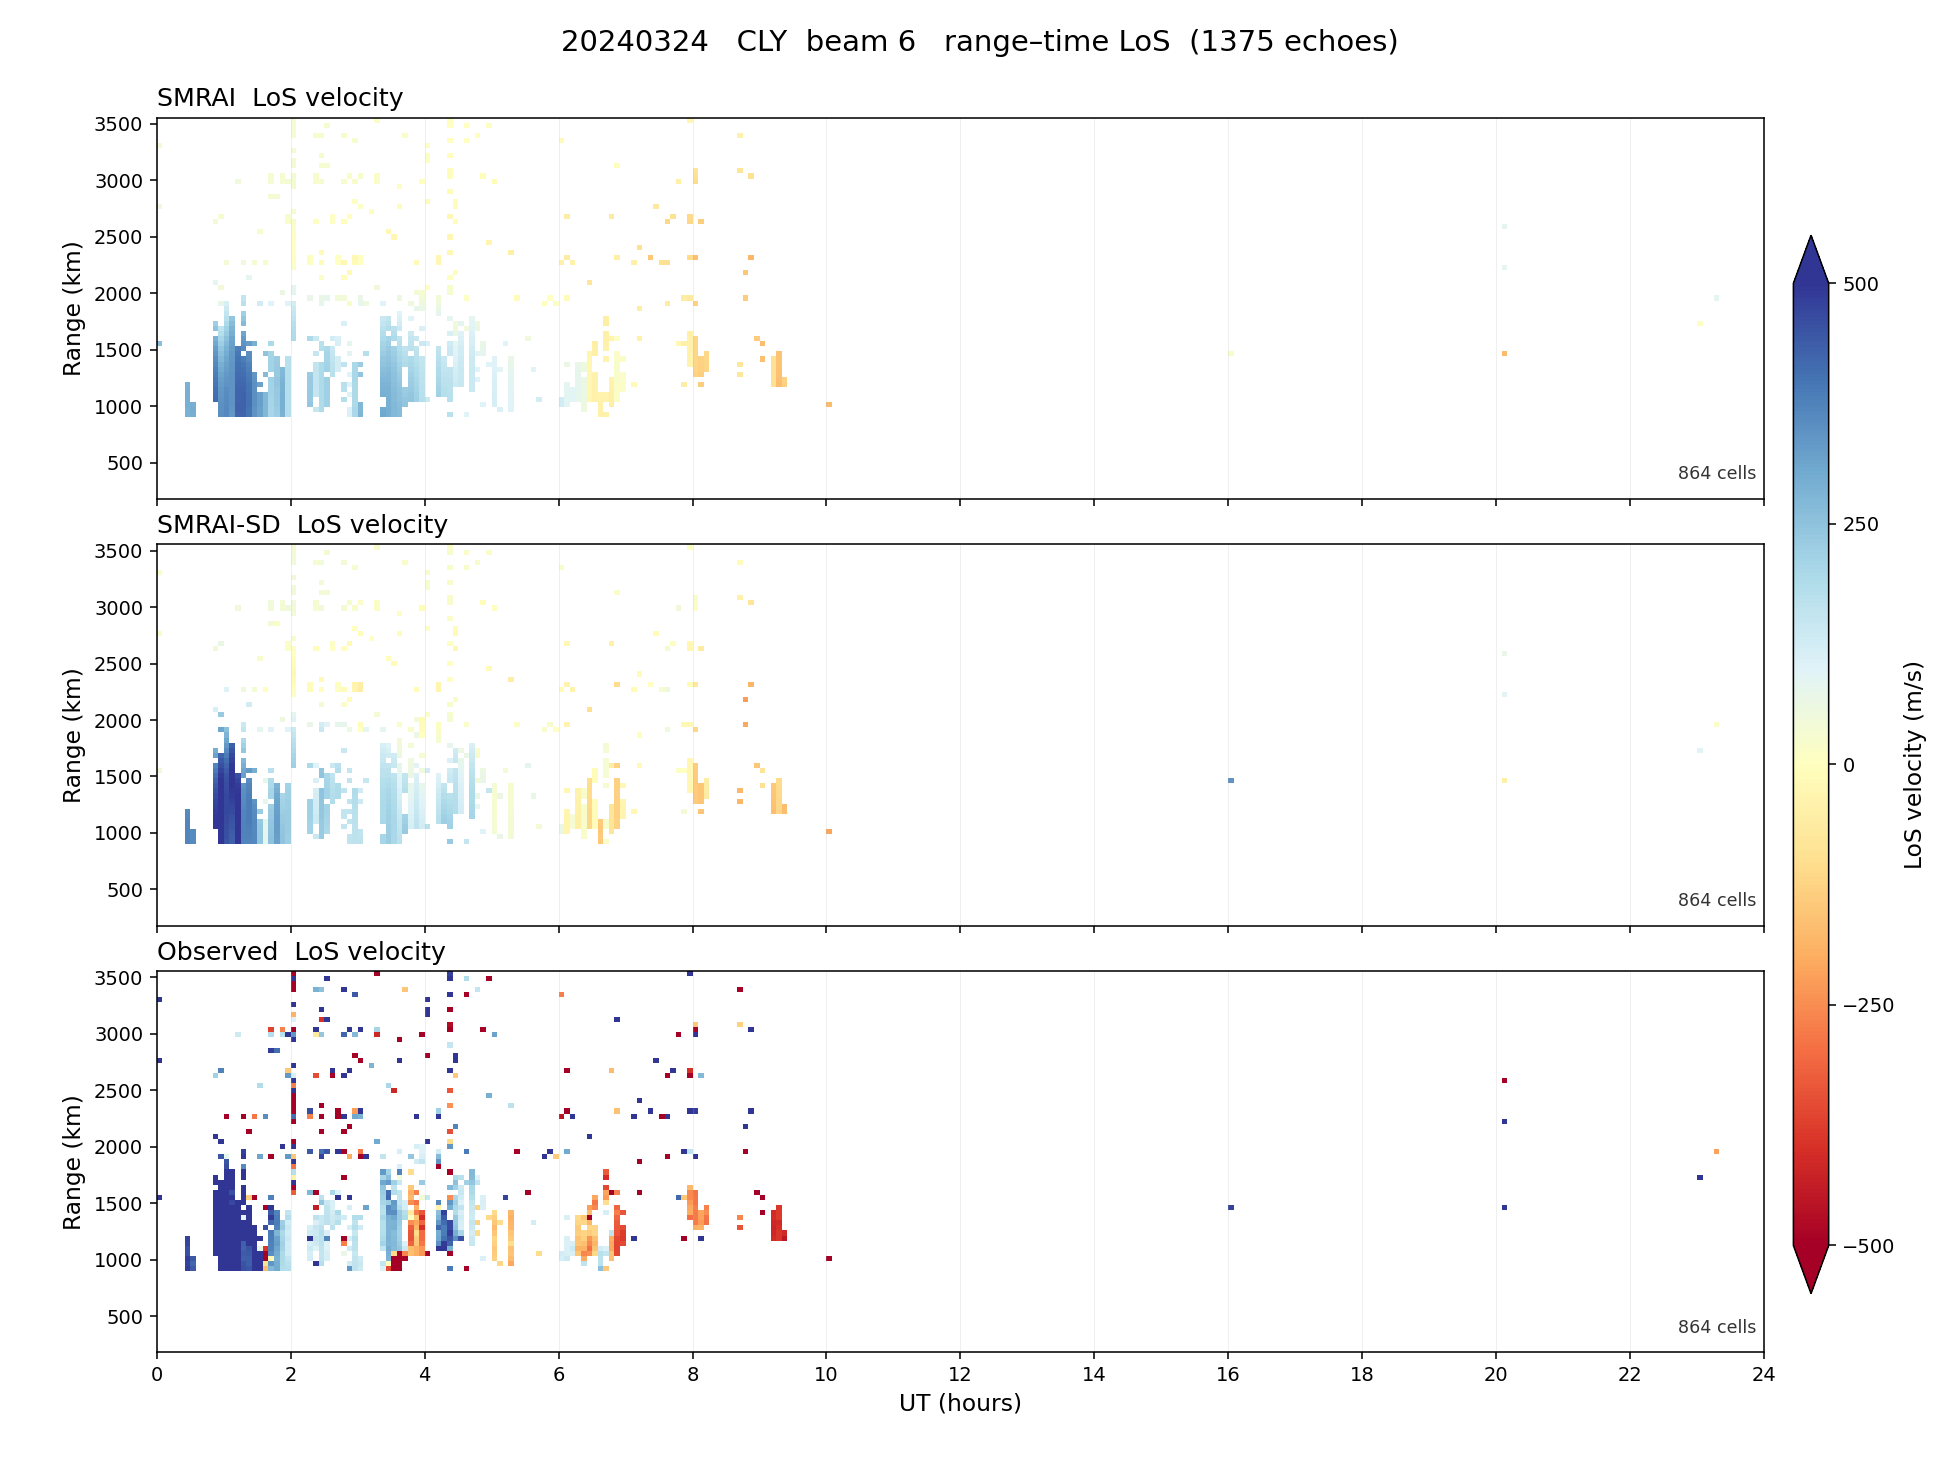 20240324   CLY  beam 6   range–time LoS  (1375 echoes)
SMRAI  LoS velocity
3500
3000
2500
2000
1500
1000
500
Range (km)
864 cells
SMRAI-SD  LoS velocity
3500
3000
2500
2000
1500
1000
500
Range (km)
864 cells
Observed  LoS velocity
3500
3000
2500
2000
1500
1000
500
Range (km)
864 cells
0 2 4 6 8 10 12 14 16 18 20 22 24
UT (hours)
500
250
0
−250
−500
LoS velocity (m/s)